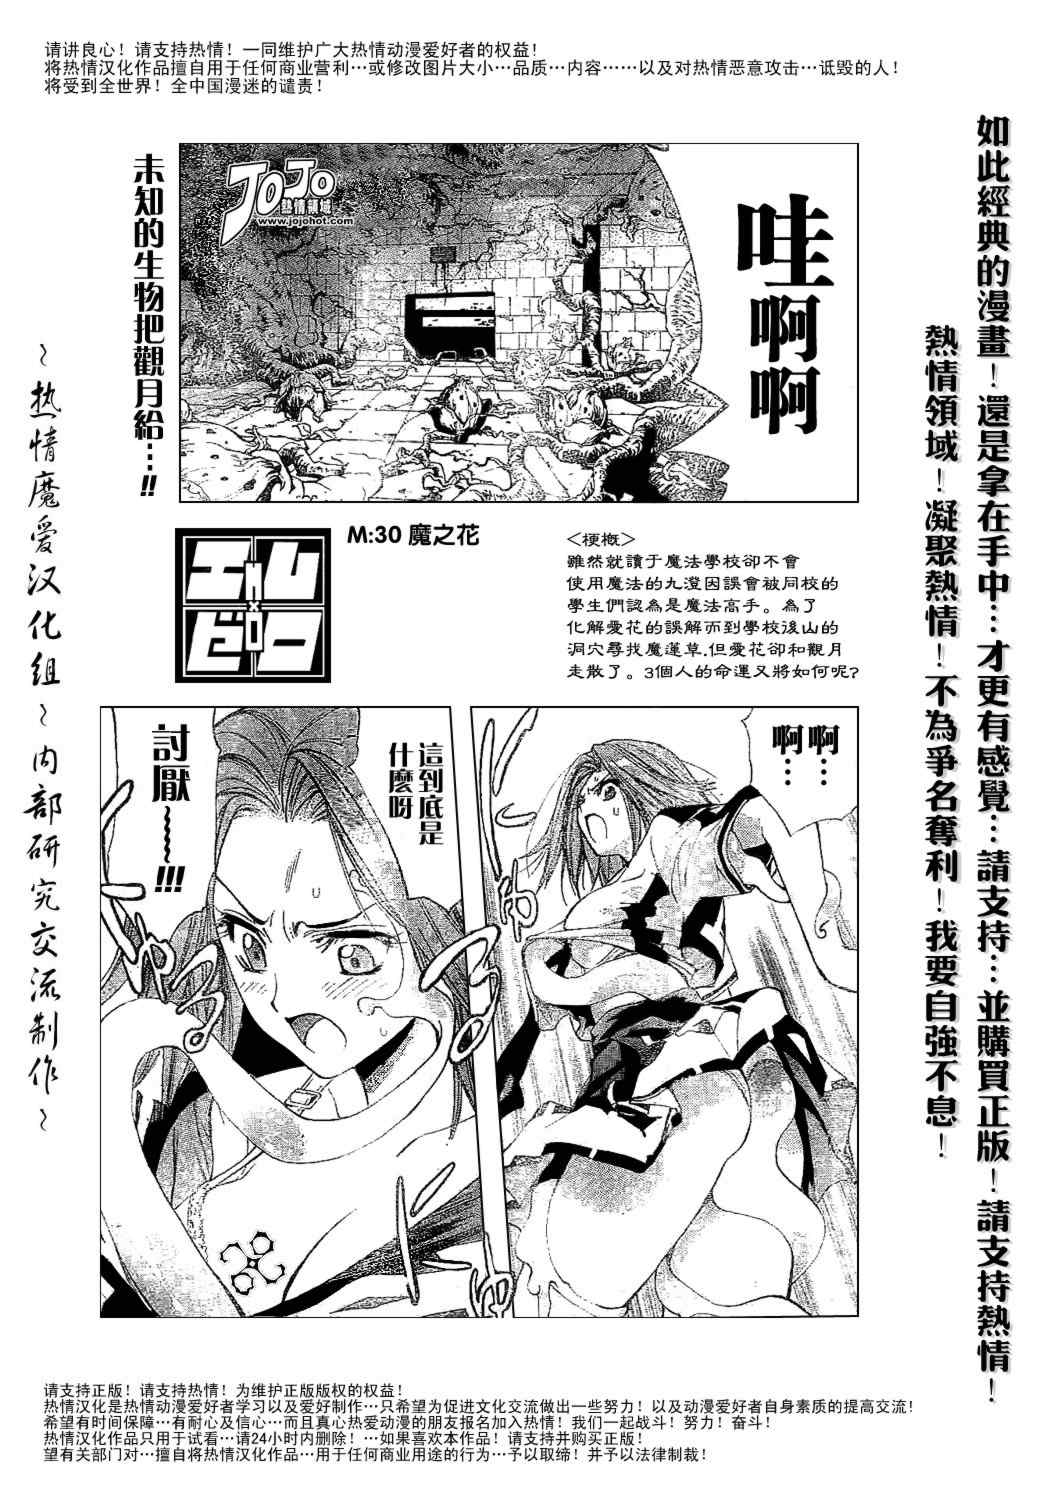 请讲良心！请支持热情！一同维护广大热情动漫爱好者的权益！
将热情汉化作品擅自用于任何商业营利…或修改图片大小…品质…内容……以及对热情恶意攻击…诋毁的人！
将受到全世界！全中国漫迷的谴责！
如此經典的漫畫！還是拿在手中…才更有感覺…請支持…並購買正版！請支持熱情！
熱情領域！凝聚熱情！不為爭名奪利！我要自強不息！
哇啊啊
JOJO
熱情領域
www.jojohot.com
未知的生物把觀月給…!!
～热情魔爱汉化组～内部研究交流制作～
エム
M×0
ゼロ
M:30 魔之花
<梗概>
雖然就讀于魔法學校卻不會
使用魔法的九澄因誤會被同校的
學生們認為是魔法高手。為了
化解愛花的誤解而到學校後山的
洞穴尋找魔蓮草.但愛花卻和觀月
走散了。3個人的命運又將如何呢?
啊…
啊…
這到底是
什麼呀
討厭～～!!!
请支持正版！请支持热情！为维护正版版权的权益！
热情汉化是热情动漫爱好者学习以及爱好制作…只希望为促进文化交流做出一些努力！以及动漫爱好者自身素质的提高交流！
希望有时间保障…有耐心及信心…而且真心热爱动漫的朋友报名加入热情！我们一起战斗！努力！奋斗！
热情汉化作品只用于试看…请24小时内删除！…如果喜欢本作品！请支持并购买正版！
望有关部门对…擅自将热情汉化作品…用于任何商业用途的行为…予以取缔！并予以法律制裁！